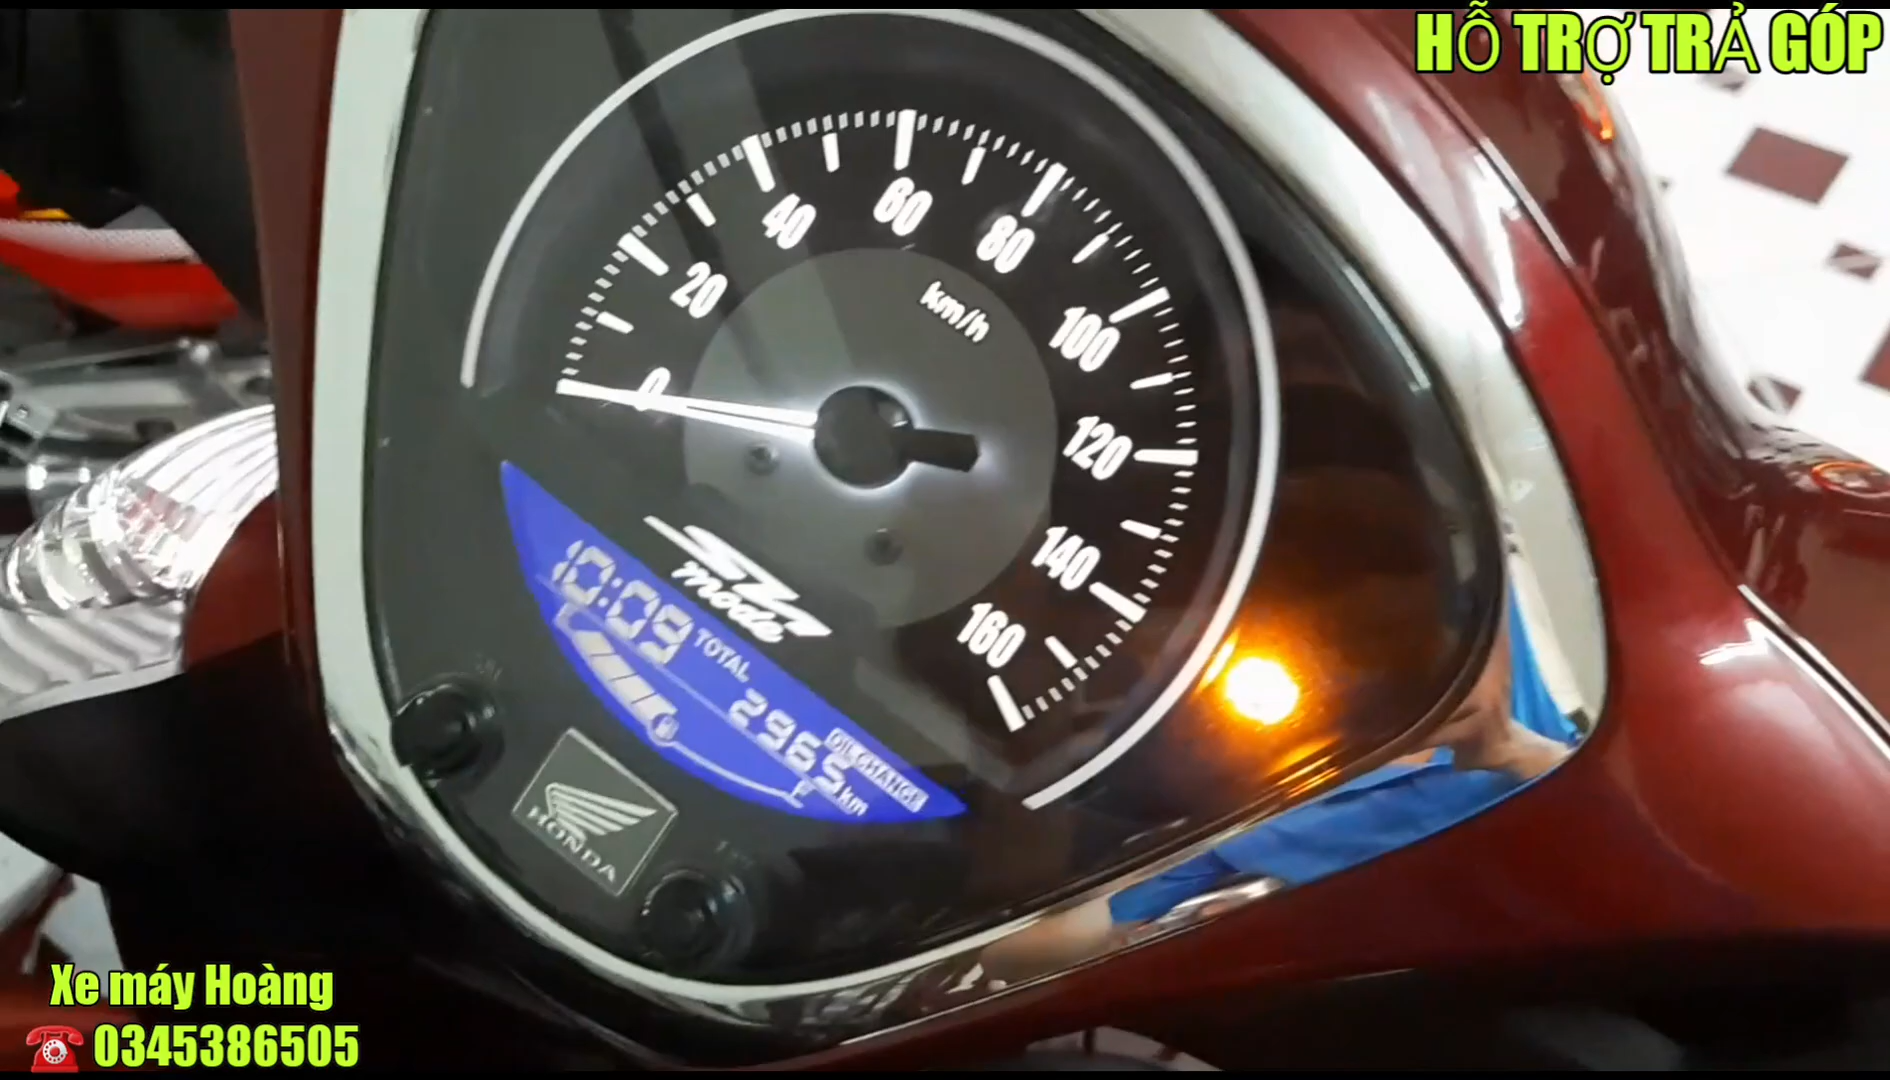 HỖ TRỢ TRẢ GÓP
0
20
40
60
80
100
120
140
160
km/h
mode
10:09
TOTAL
2965 km
OIL CHANGE
F
HONDA
Xe máy Hoàng
0345386505